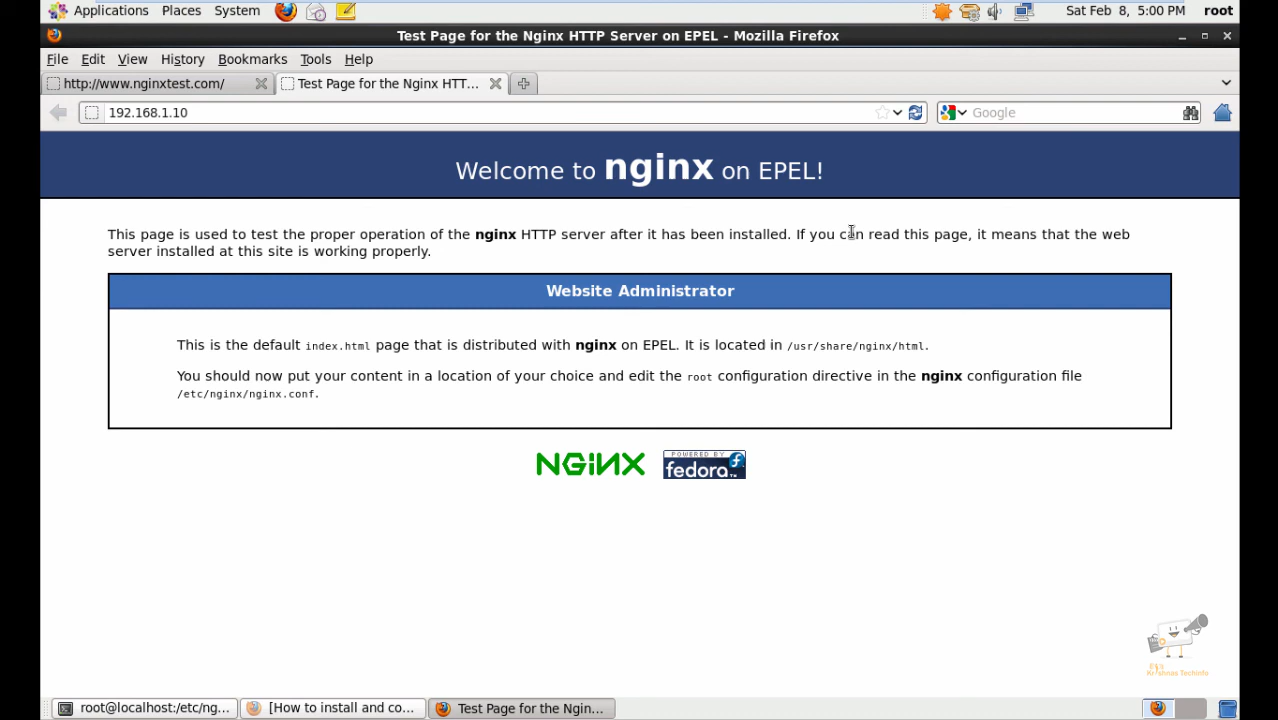 Applications Places System Sat Feb 8, 5:00 PM root
Test Page for the Nginx HTTP Server on EPEL - Mozilla Firefox
File Edit View History Bookmarks Tools Help
http://www.nginxtest.com/ Test Page for the Nginx HTT...
192.168.1.10 Google
Welcome to nginx on EPEL!
This page is used to test the proper operation of the nginx HTTP server after it has been installed. If you can read this page, it means that the web
server installed at this site is working properly.
Website Administrator
This is the default index.html page that is distributed with nginx on EPEL. It is located in /usr/share/nginx/html.
You should now put your content in a location of your choice and edit the root configuration directive in the nginx configuration file
/etc/nginx/nginx.conf.
NGINX
POWERED BY
fedora
Krishnas Techinfo
root@localhost:/etc/ng... [How to install and co... Test Page for the Ngin...